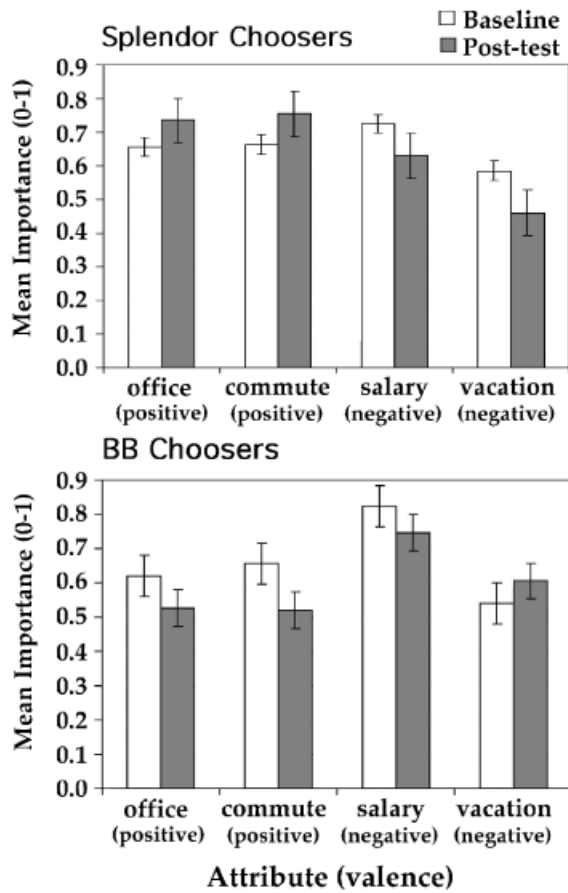 Splendor Choosers
Baseline
Post-test
Mean Importance (0-1)
0.9
0.8
0.7
0.6
0.5
0.4
0.3
0.2
0.1
0.0
office commute salary vacation
(positive) (positive) (negative) (negative)
BB Choosers
Mean Importance (0-1)
0.9
0.8
0.7
0.6
0.5
0.4
0.3
0.2
0.1
0.0
office commute salary vacation
(positive) (positive) (negative) (negative)
Attribute (valence)